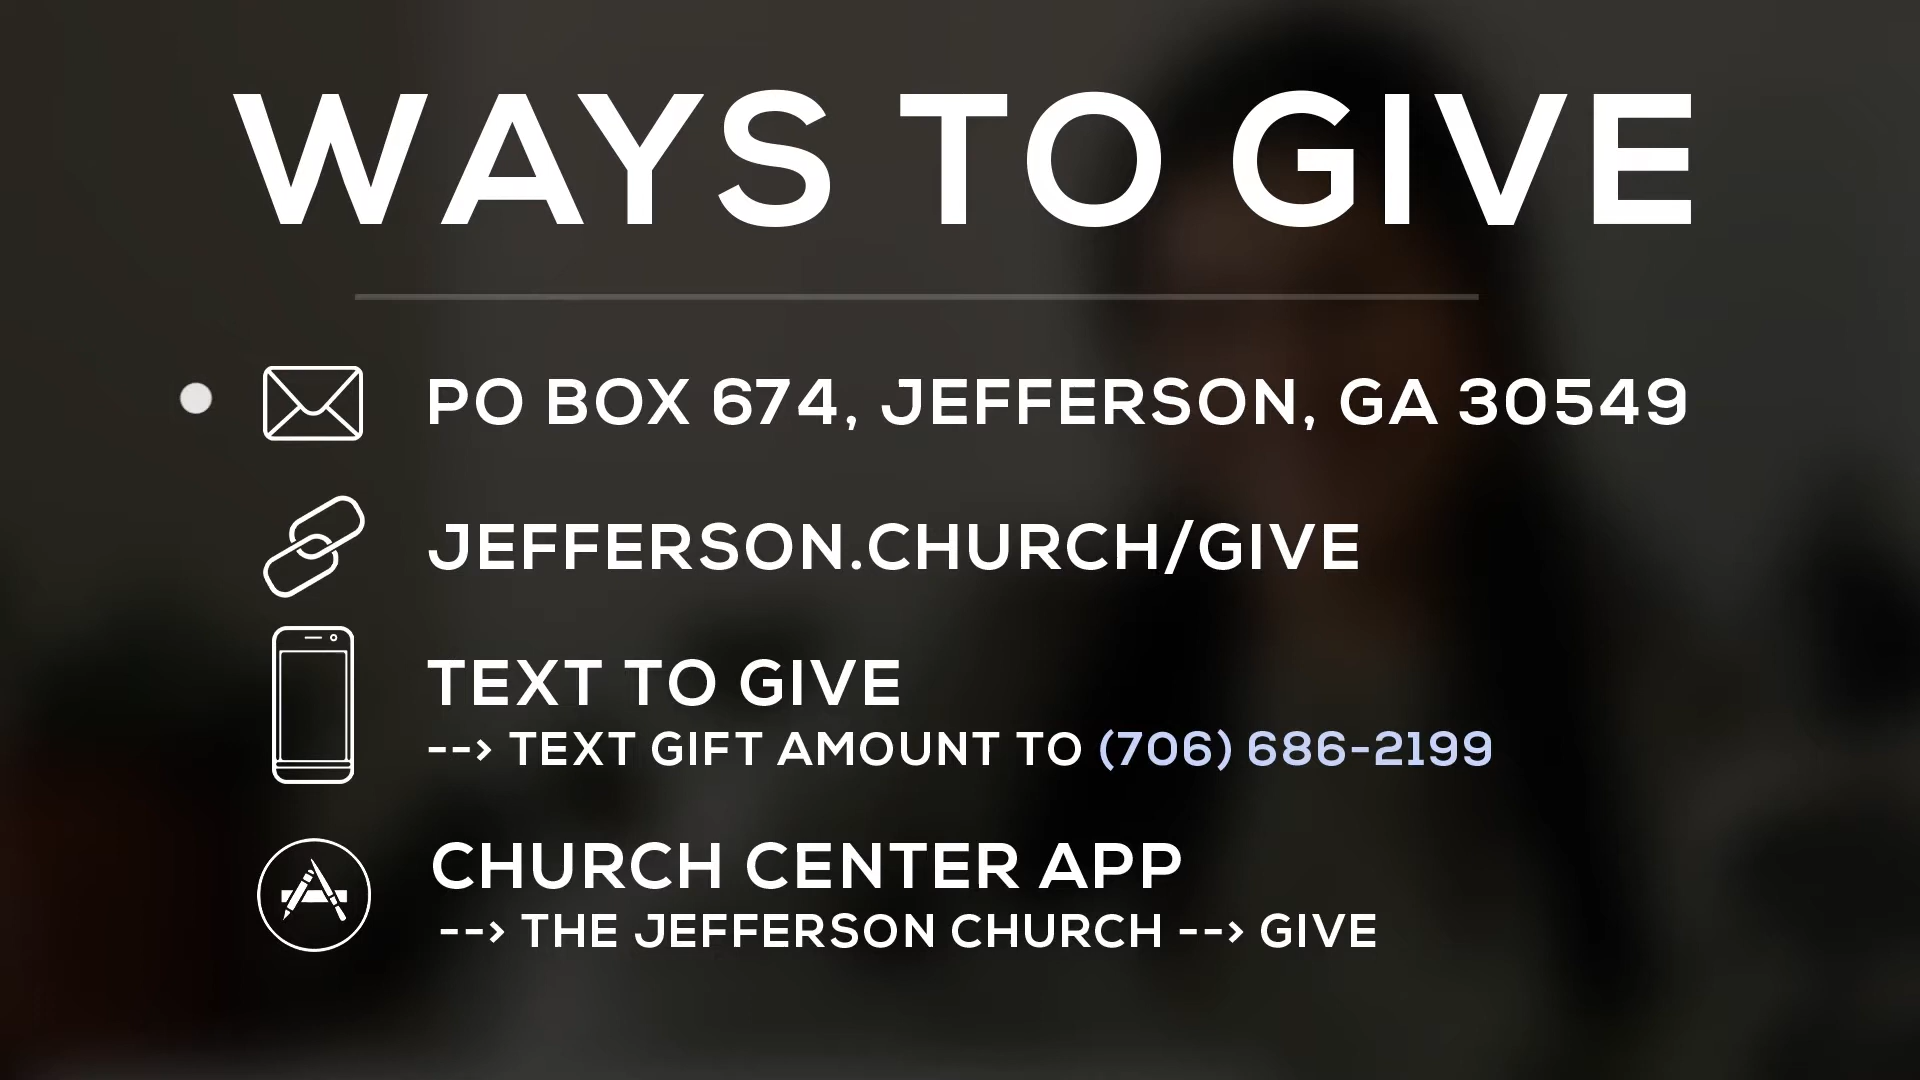 WAYS TO GIVE
PO BOX 674, JEFFERSON, GA 30549
JEFFERSON.CHURCH/GIVE
TEXT TO GIVE
--> TEXT GIFT AMOUNT TO (706) 686-2199
CHURCH CENTER APP
--> THE JEFFERSON CHURCH --> GIVE